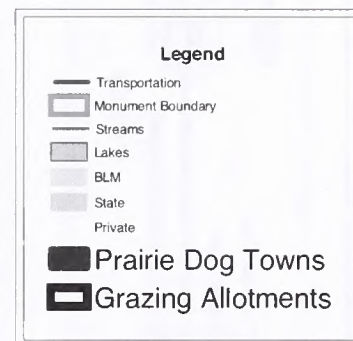 Legend
Transportation
Monument Boundary
Streams
Lakes
BLM
State
Private
Prairie Dog Towns
Grazing Allotments